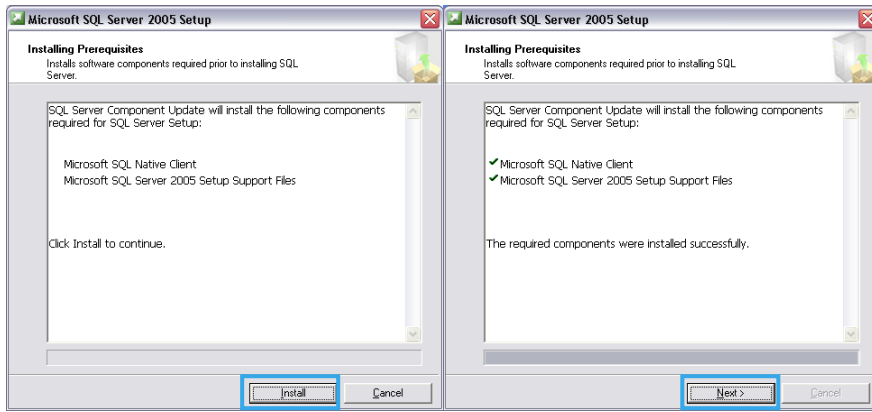 Microsoft SQL Server 2005 Setup
Installing Prerequisites
Installs software components required prior to installing SQL
Server.
SQL Server Component Update will install the following components
required for SQL Server Setup:
Microsoft SQL Native Client
Microsoft SQL Server 2005 Setup Support Files
Click Install to continue.
Install
Cancel
Microsoft SQL Server 2005 Setup
Installing Prerequisites
Installs software components required prior to installing SQL
Server.
SQL Server Component Update will install the following components
required for SQL Server Setup:
Microsoft SQL Native Client
Microsoft SQL Server 2005 Setup Support Files
The required components were installed successfully.
Next >
Cancel